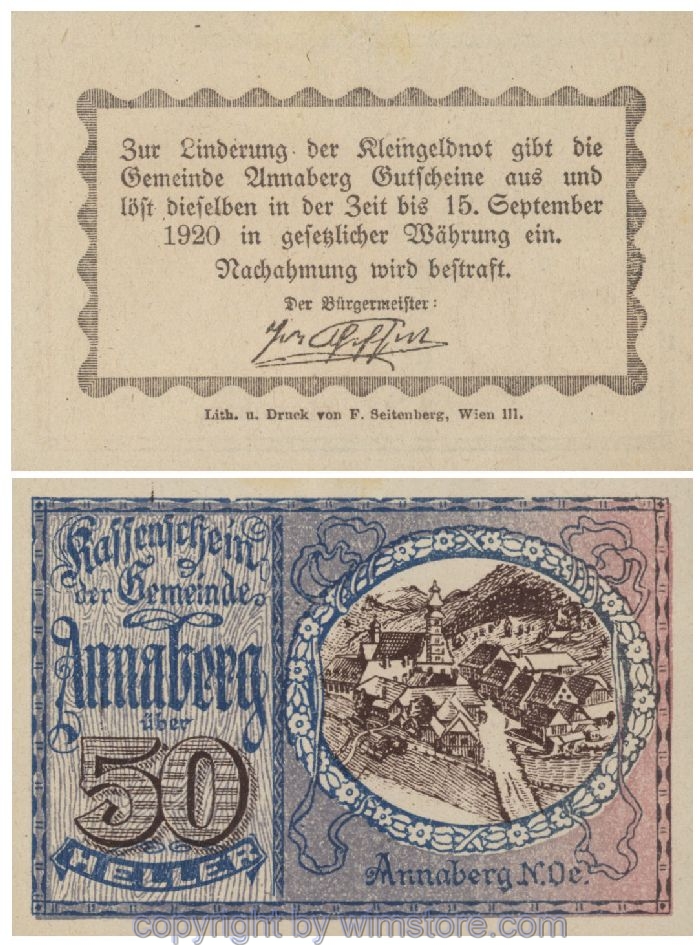 Zur Linderung der Kleingeldnot gibt die
Gemeinde Annaberg Gutscheine aus und
löst dieselben in der Zeit bis 15. September
1920 in gesetzlicher Währung ein.
Nachahmung wird bestraft.
Der Bürgermeister:
Lith. u. Druck von F. Seitenberg, Wien III.
Kassenschein
der Gemeinde
Annaberg
über
50
HELLER
Annaberg N.Oe.
copyright by wimstore.com